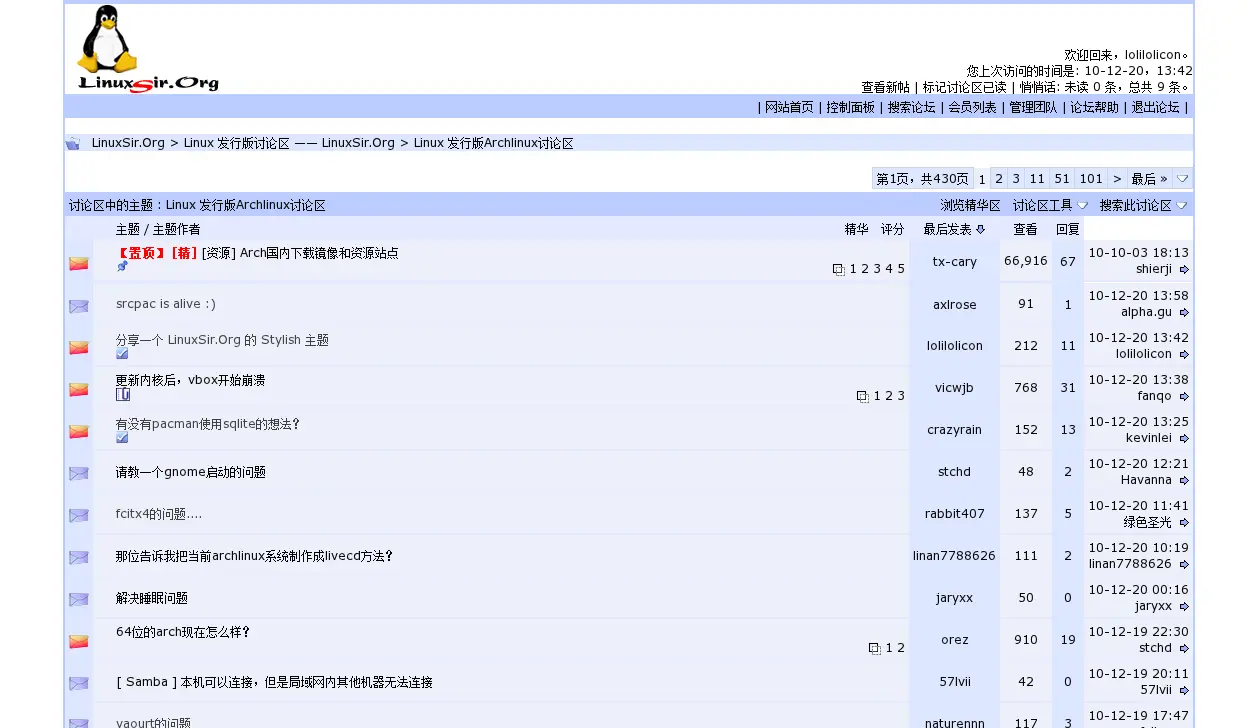 LinuxSir.Org
欢迎回来，lolilolicon。
您上次访问的时间是: 10-12-20，13:42
查看新帖 | 标记讨论区已读 | 悄悄话: 未读 0 条，总共 9 条。
| 网站首页 | 控制面板 | 搜索论坛 | 会员列表 | 管理团队 | 论坛帮助 | 退出论坛 |
LinuxSir.Org > Linux 发行版讨论区 —— LinuxSir.Org > Linux 发行版Archlinux讨论区
第1页，共430页 1 2 3 11 51 101 > 最后 »
讨论区中的主题 : Linux 发行版Archlinux讨论区 浏览精华区 讨论区工具 搜索此讨论区
主题 / 主题作者 精华 评分 最后发表 查看 回复
【置顶】 [精] [资源] Arch国内下载镜像和资源站点 1 2 3 4 5 tx-cary 66,916 67 10-10-03 18:13
shierji
srcpac is alive :) axlrose 91 1 10-12-20 13:58
alpha.gu
分享一个 LinuxSir.Org 的 Stylish 主题 lolilolicon 212 11 10-12-20 13:42
lolilolicon
更新内核后，vbox开始崩溃 1 2 3 vicwjb 768 31 10-12-20 13:38
fanqo
有没有pacman使用sqlite的想法? crazyrain 152 13 10-12-20 13:25
kevinlei
请教一个gnome启动的问题 stchd 48 2 10-12-20 12:21
Havanna
fcitx4的问题.... rabbit407 137 5 10-12-20 11:41
绿色圣光
那位告诉我把当前archlinux系统制作成livecd方法? linan7788626 111 2 10-12-20 10:19
linan7788626
解决睡眠问题 jaryxx 50 0 10-12-20 00:16
jaryxx
64位的arch现在怎么样? 1 2 orez 910 19 10-12-19 22:30
stchd
[ Samba ] 本机可以连接，但是局域网内其他机器无法连接 57lvii 42 0 10-12-19 20:11
57lvii
yaourt的问题 naturennn 117 3 10-12-19 17:47